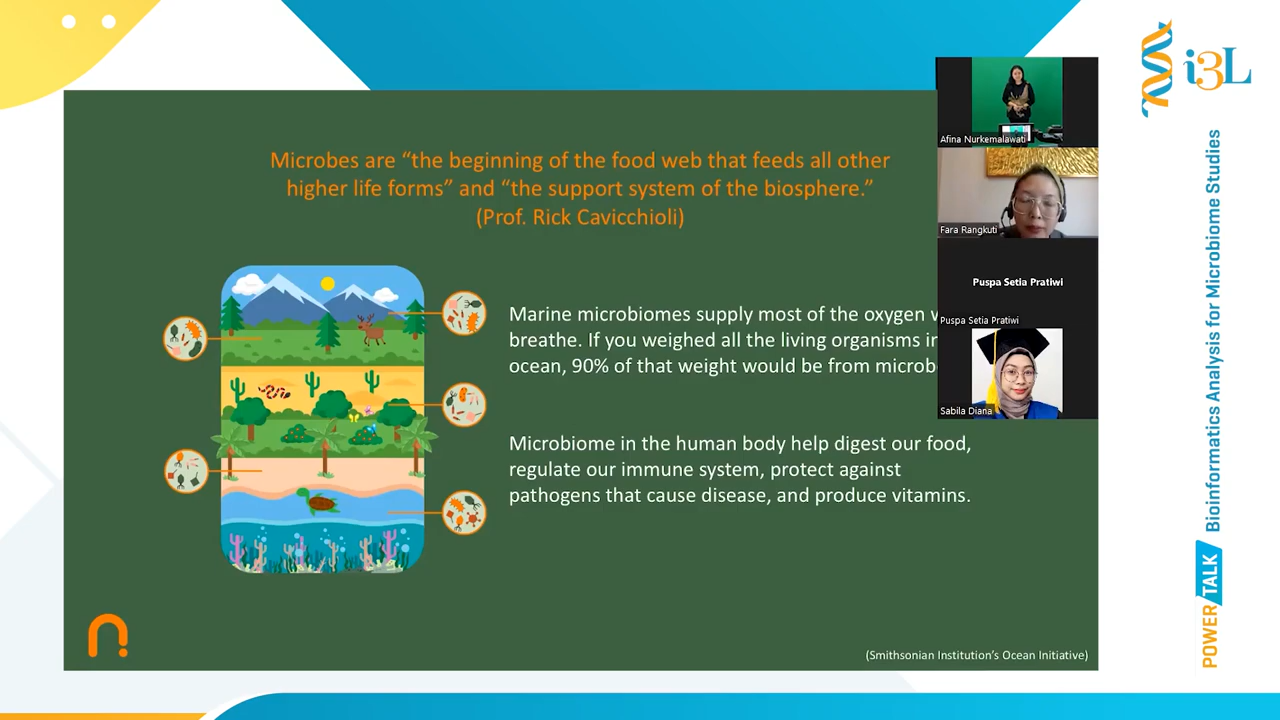 Microbes are “the beginning of the food web that feeds all other
higher life forms” and “the support system of the biosphere.”
(Prof. Rick Cavicchioli)
Marine microbiomes supply most of the oxygen
breathe. If you weighed all the living organisms
ocean, 90% of that weight would be from
Microbiome in the human body help digest our food,
regulate our immune system, protect against
pathogens that cause disease, and produce vitamins.
(Smithsonian Institution's Ocean Initiative)
Afina Nurkemalawati
Fara Rangkuti
Puspa Setia Pratiwi
Puspa Setia Pratiwi
Sabila Diana
i3L
POWER TALK Bioinformatics Analysis for Microbiome Studies